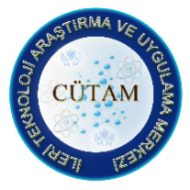 İLERİ TEKNOLOJİ ARAŞTIRMA VE UYGULAMA MERKEZİ
CÜTAM